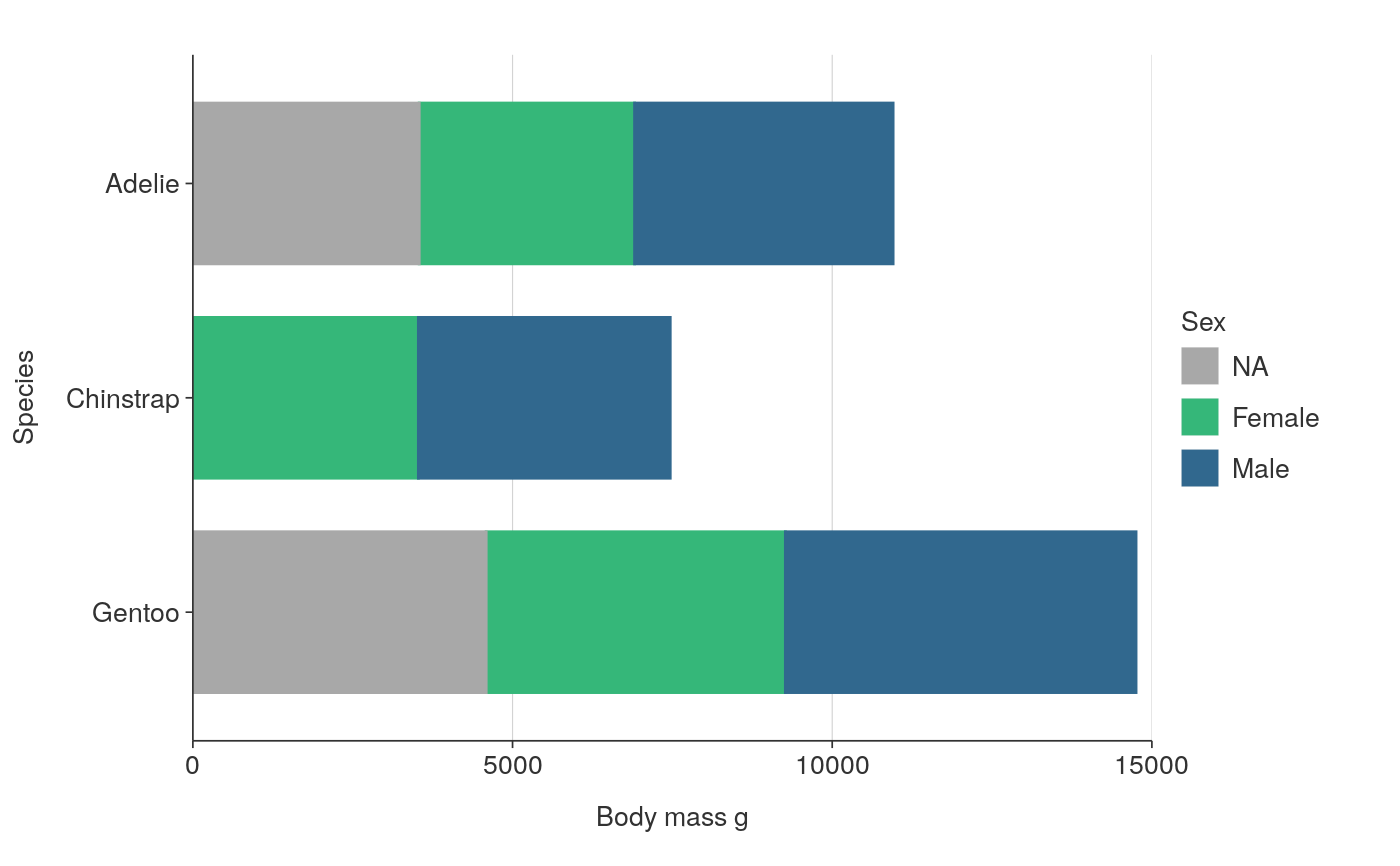 Adelie
Chinstrap
Gentoo
Species
0 5000 10000 15000
Body mass g
Sex
NA
Female
Male